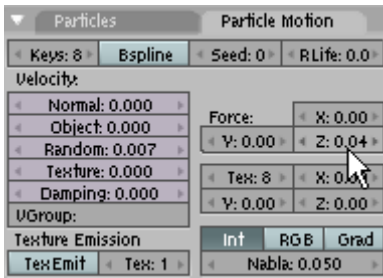 Particles Particle Motion
Keys: 8 Bspline Seed: 0 RLife: 0.0
Velocity:
Normal: 0.000
Object: 0.000
Random: 0.007
Texture: 0.000
Damping: 0.000
VGroup:
Force: X: 0.00
Y: 0.00 Z: 0.04
Tex: 8 X: 0.
Y: 0.00 Z: 0.00
Texture Emission
TexEmit Tex: 1
Int RGB Grad
Nabla: 0.050